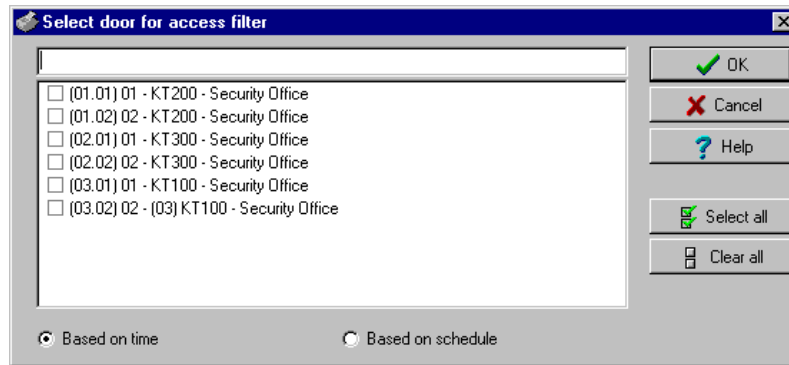 Select door for access filter
OK
(01.01) 01 - KT200 - Security Office
(01.02) 02 - KT200 - Security Office
Cancel
(02.01) 01 - KT300 - Security Office
(02.02) 02 - KT300 - Security Office
Help
(03.01) 01 - KT100 - Security Office
(03.02) 02 - (03) KT100 - Security Office
Select all
Clear all
Based on time
Based on schedule